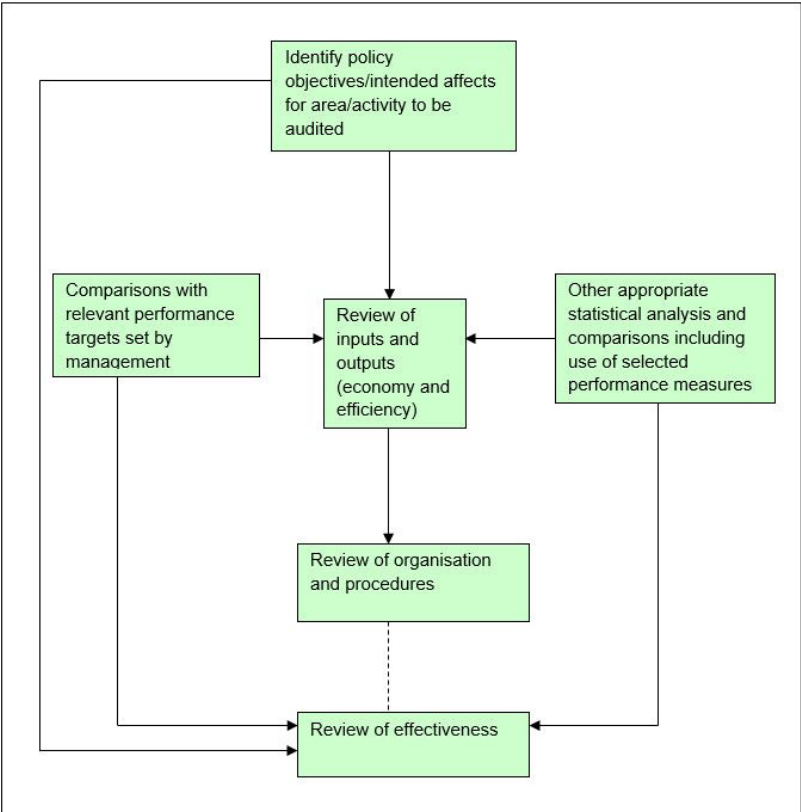 Identify policy
objectives/intended affects
for area/activity to be
audited
Comparisons with
relevant performance
targets set by
management
Review of
inputs and
outputs
(economy and
efficiency)
Other appropriate
statistical analysis and
comparisons including
use of selected
performance measures
Review of organisation
and procedures
Review of effectiveness